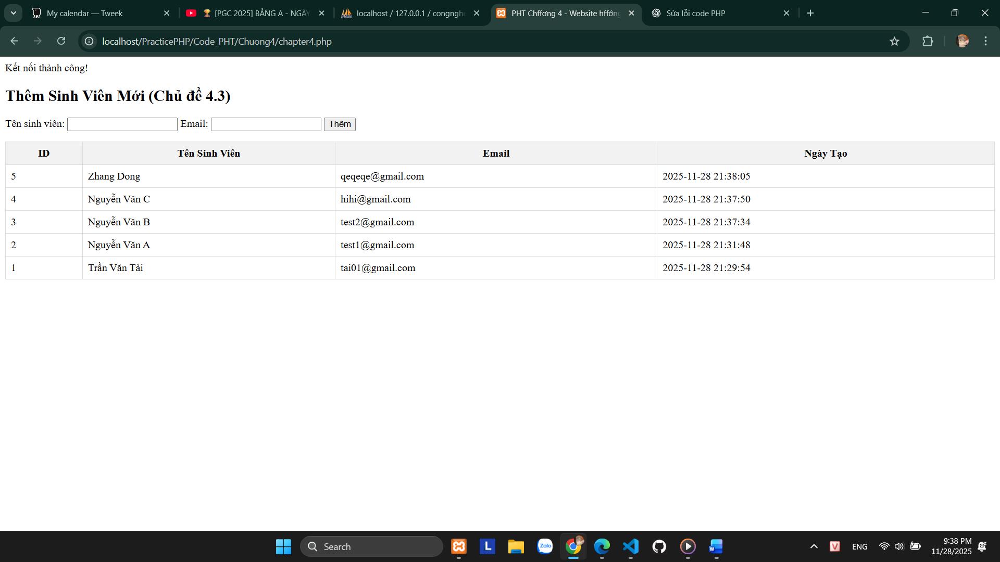 My calendar — Tweek
[PGC 2025] BẢNG A - NGÀY
localhost / 127.0.0.1 / congngh
PHT Chffơng 4 - Website hffớng
Sửa lỗi code PHP
localhost/PracticePHP/Code_PHT/Chuong4/chapter4.php
Kết nối thành công!
Thêm Sinh Viên Mới (Chủ đề 4.3)
Tên sinh viên: Email: Thêm
ID Tên Sinh Viên Email Ngày Tạo
5 Zhang Dong qeqeqe@gmail.com 2025-11-28 21:38:05
4 Nguyễn Văn C hihi@gmail.com 2025-11-28 21:37:50
3 Nguyễn Văn B test2@gmail.com 2025-11-28 21:37:34
2 Nguyễn Văn A test1@gmail.com 2025-11-28 21:31:48
1 Trần Văn Tài tai01@gmail.com 2025-11-28 21:29:54
Search
L
Zalo
W
V
ENG
9:38 PM
11/28/2025